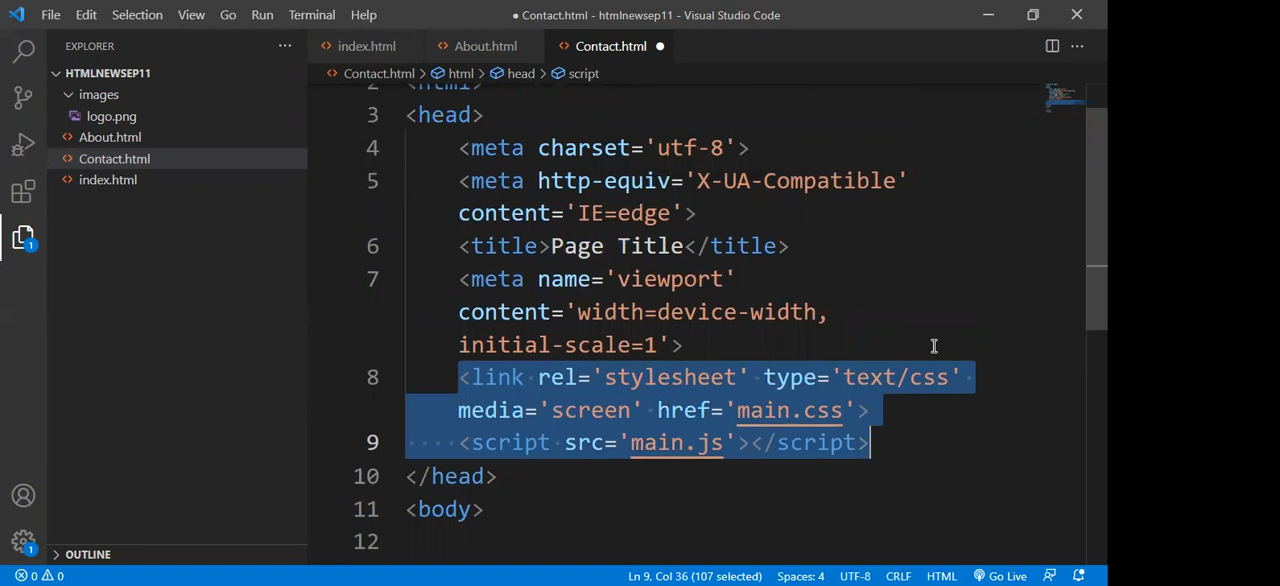 File Edit Selection View Go Run Terminal Help
● Contact.html - htmlnewsep11 - Visual Studio Code
EXPLORER
HTMLNEWSEP11
images
logo.png
About.html
Contact.html
index.html
OUTLINE
index.html About.html Contact.html
Contact.html > html > head > script
2 <html>
3 <head>
4 <meta charset='utf-8'>
5 <meta http-equiv='X-UA-Compatible'
content='IE=edge'>
6 <title>Page Title</title>
7 <meta name='viewport'
content='width=device-width,
initial-scale=1'>
8 <link rel='stylesheet' type='text/css'
media='screen' href='main.css'>
9 <script src='main.js'></script>
10 </head>
11 <body>
12
1
1
0 0 Ln 9, Col 36 (107 selected) Spaces: 4 UTF-8 CRLF HTML Go Live